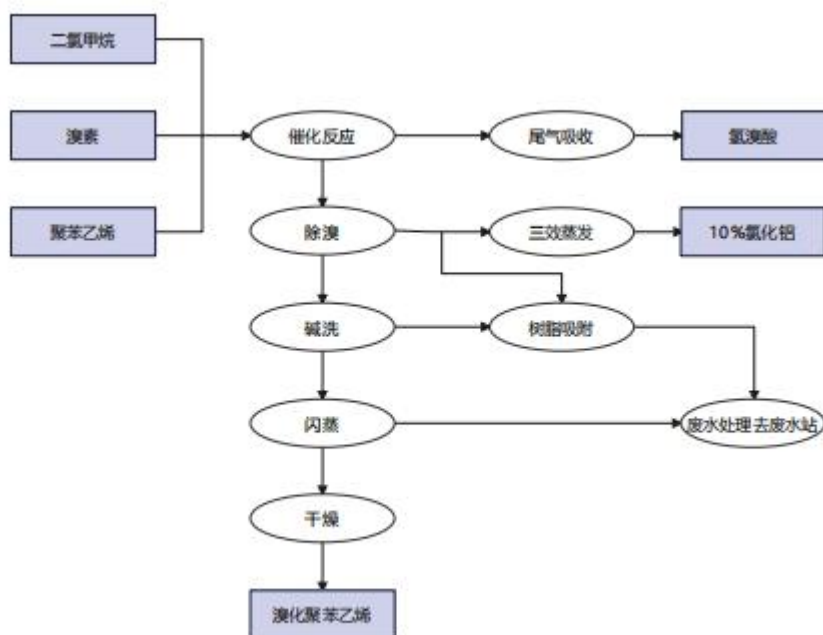 二氯甲烷
溴素
催化反应
尾气吸收
氢溴酸
聚苯乙烯
除溴
三效蒸发
10%氯化铝
碱洗
树脂吸附
闪蒸
废水处理去废水站
干燥
溴化聚苯乙烯